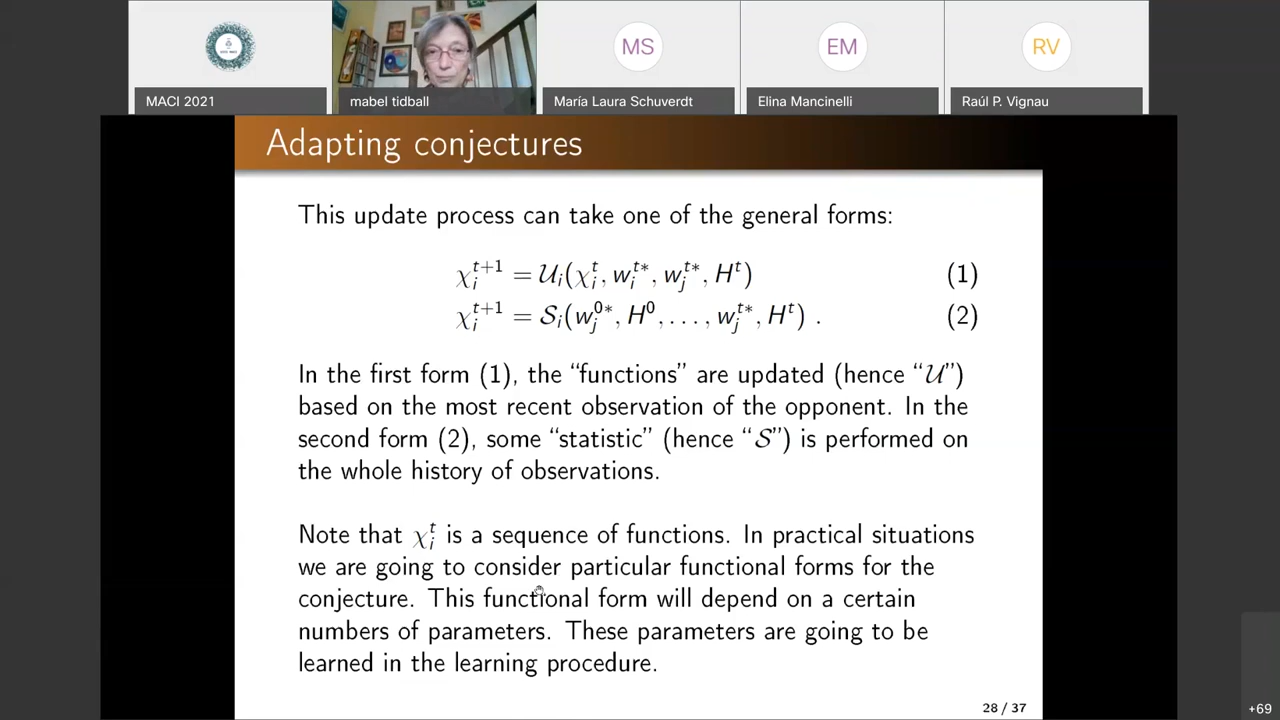 MS
EM
RV
MACI 2021
mabel tidball
María Laura Schuverdt
Elina Mancinelli
Raúl P. Vignau
Adapting conjectures
This update process can take one of the general forms:
χ_i^{t+1} = 𝒰_i(χ_i^t, w_i^{t*}, w_j^{t*}, H^t) (1)
χ_i^{t+1} = 𝒮_i(w_j^{0*}, H^0, . . . , w_j^{t*}, H^t) . (2)
In the first form (1), the “functions” are updated (hence “𝒰”)
based on the most recent observation of the opponent. In the
second form (2), some “statistic” (hence “𝒮”) is performed on
the whole history of observations.
Note that χ_i^t is a sequence of functions. In practical situations
we are going to consider particular functional forms for the
conjecture. This functional form will depend on a certain
numbers of parameters. These parameters are going to be
learned in the learning procedure.
28 / 37
+69